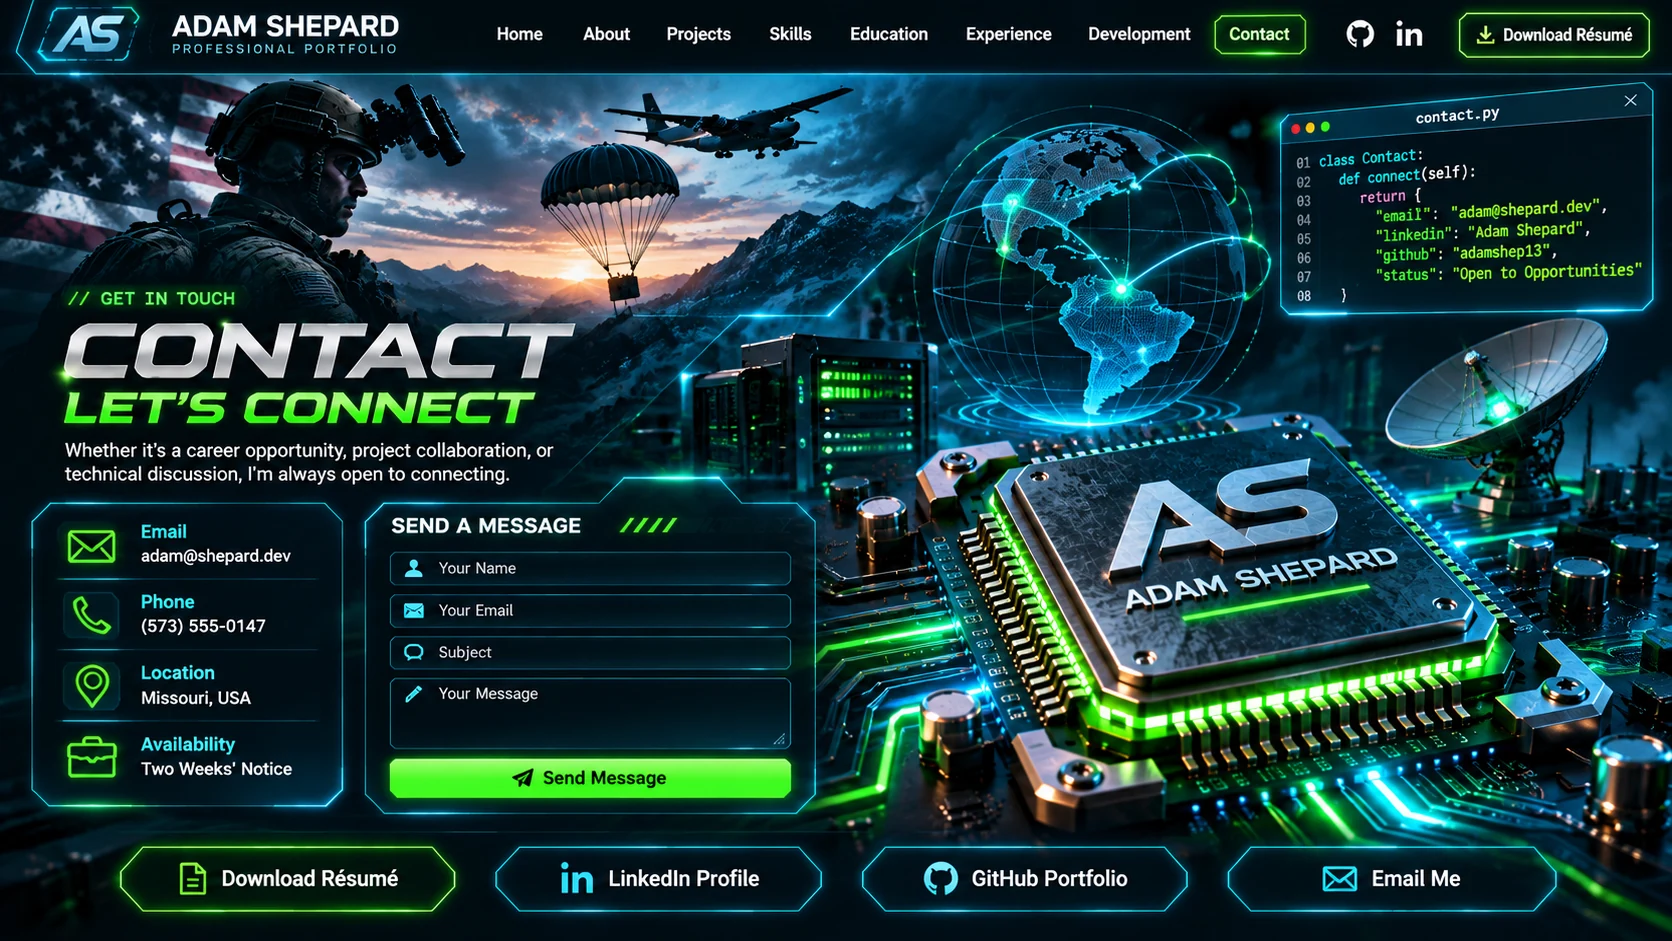 AS
ADAM SHEPARD
PROFESSIONAL PORTFOLIO
Home
About
Projects
Skills
Education
Experience
Development
Contact
in
Download Résumé
contact.py
01 class Contact:
02 def connect(self):
03 return {
04 "email": "adam@shepard.dev",
05 "linkedin": "Adam Shepard",
06 "github": "adamshep13",
07 "status": "Open to Opportunities"
08 }
// GET IN TOUCH
CONTACT
LET'S CONNECT
Whether it's a career opportunity, project collaboration, or
technical discussion, I'm always open to connecting.
Email
adam@shepard.dev
Phone
(573) 555-0147
Location
Missouri, USA
Availability
Two Weeks' Notice
SEND A MESSAGE
Your Name
Your Email
Subject
Your Message
Send Message
AS
ADAM SHEPARD
Download Résumé
in LinkedIn Profile
GitHub Portfolio
Email Me